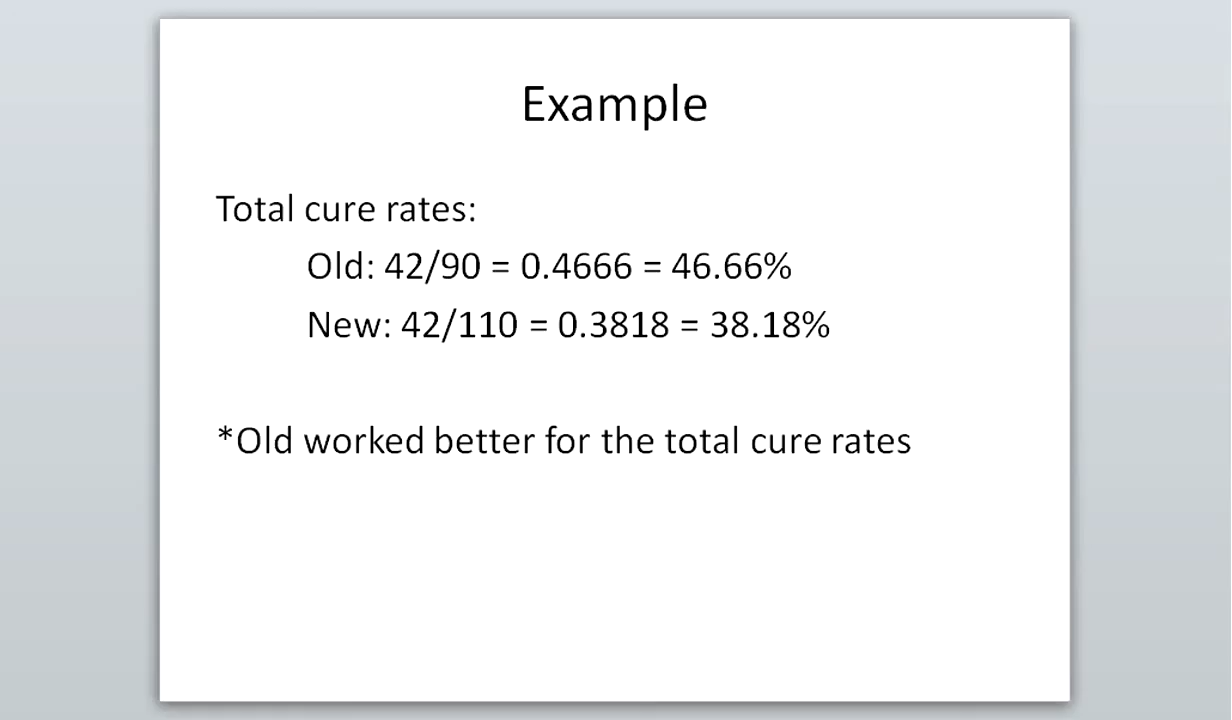 Example
Total cure rates:
Old: 42/90 = 0.4666 = 46.66%
New: 42/110 = 0.3818 = 38.18%
*Old worked better for the total cure rates